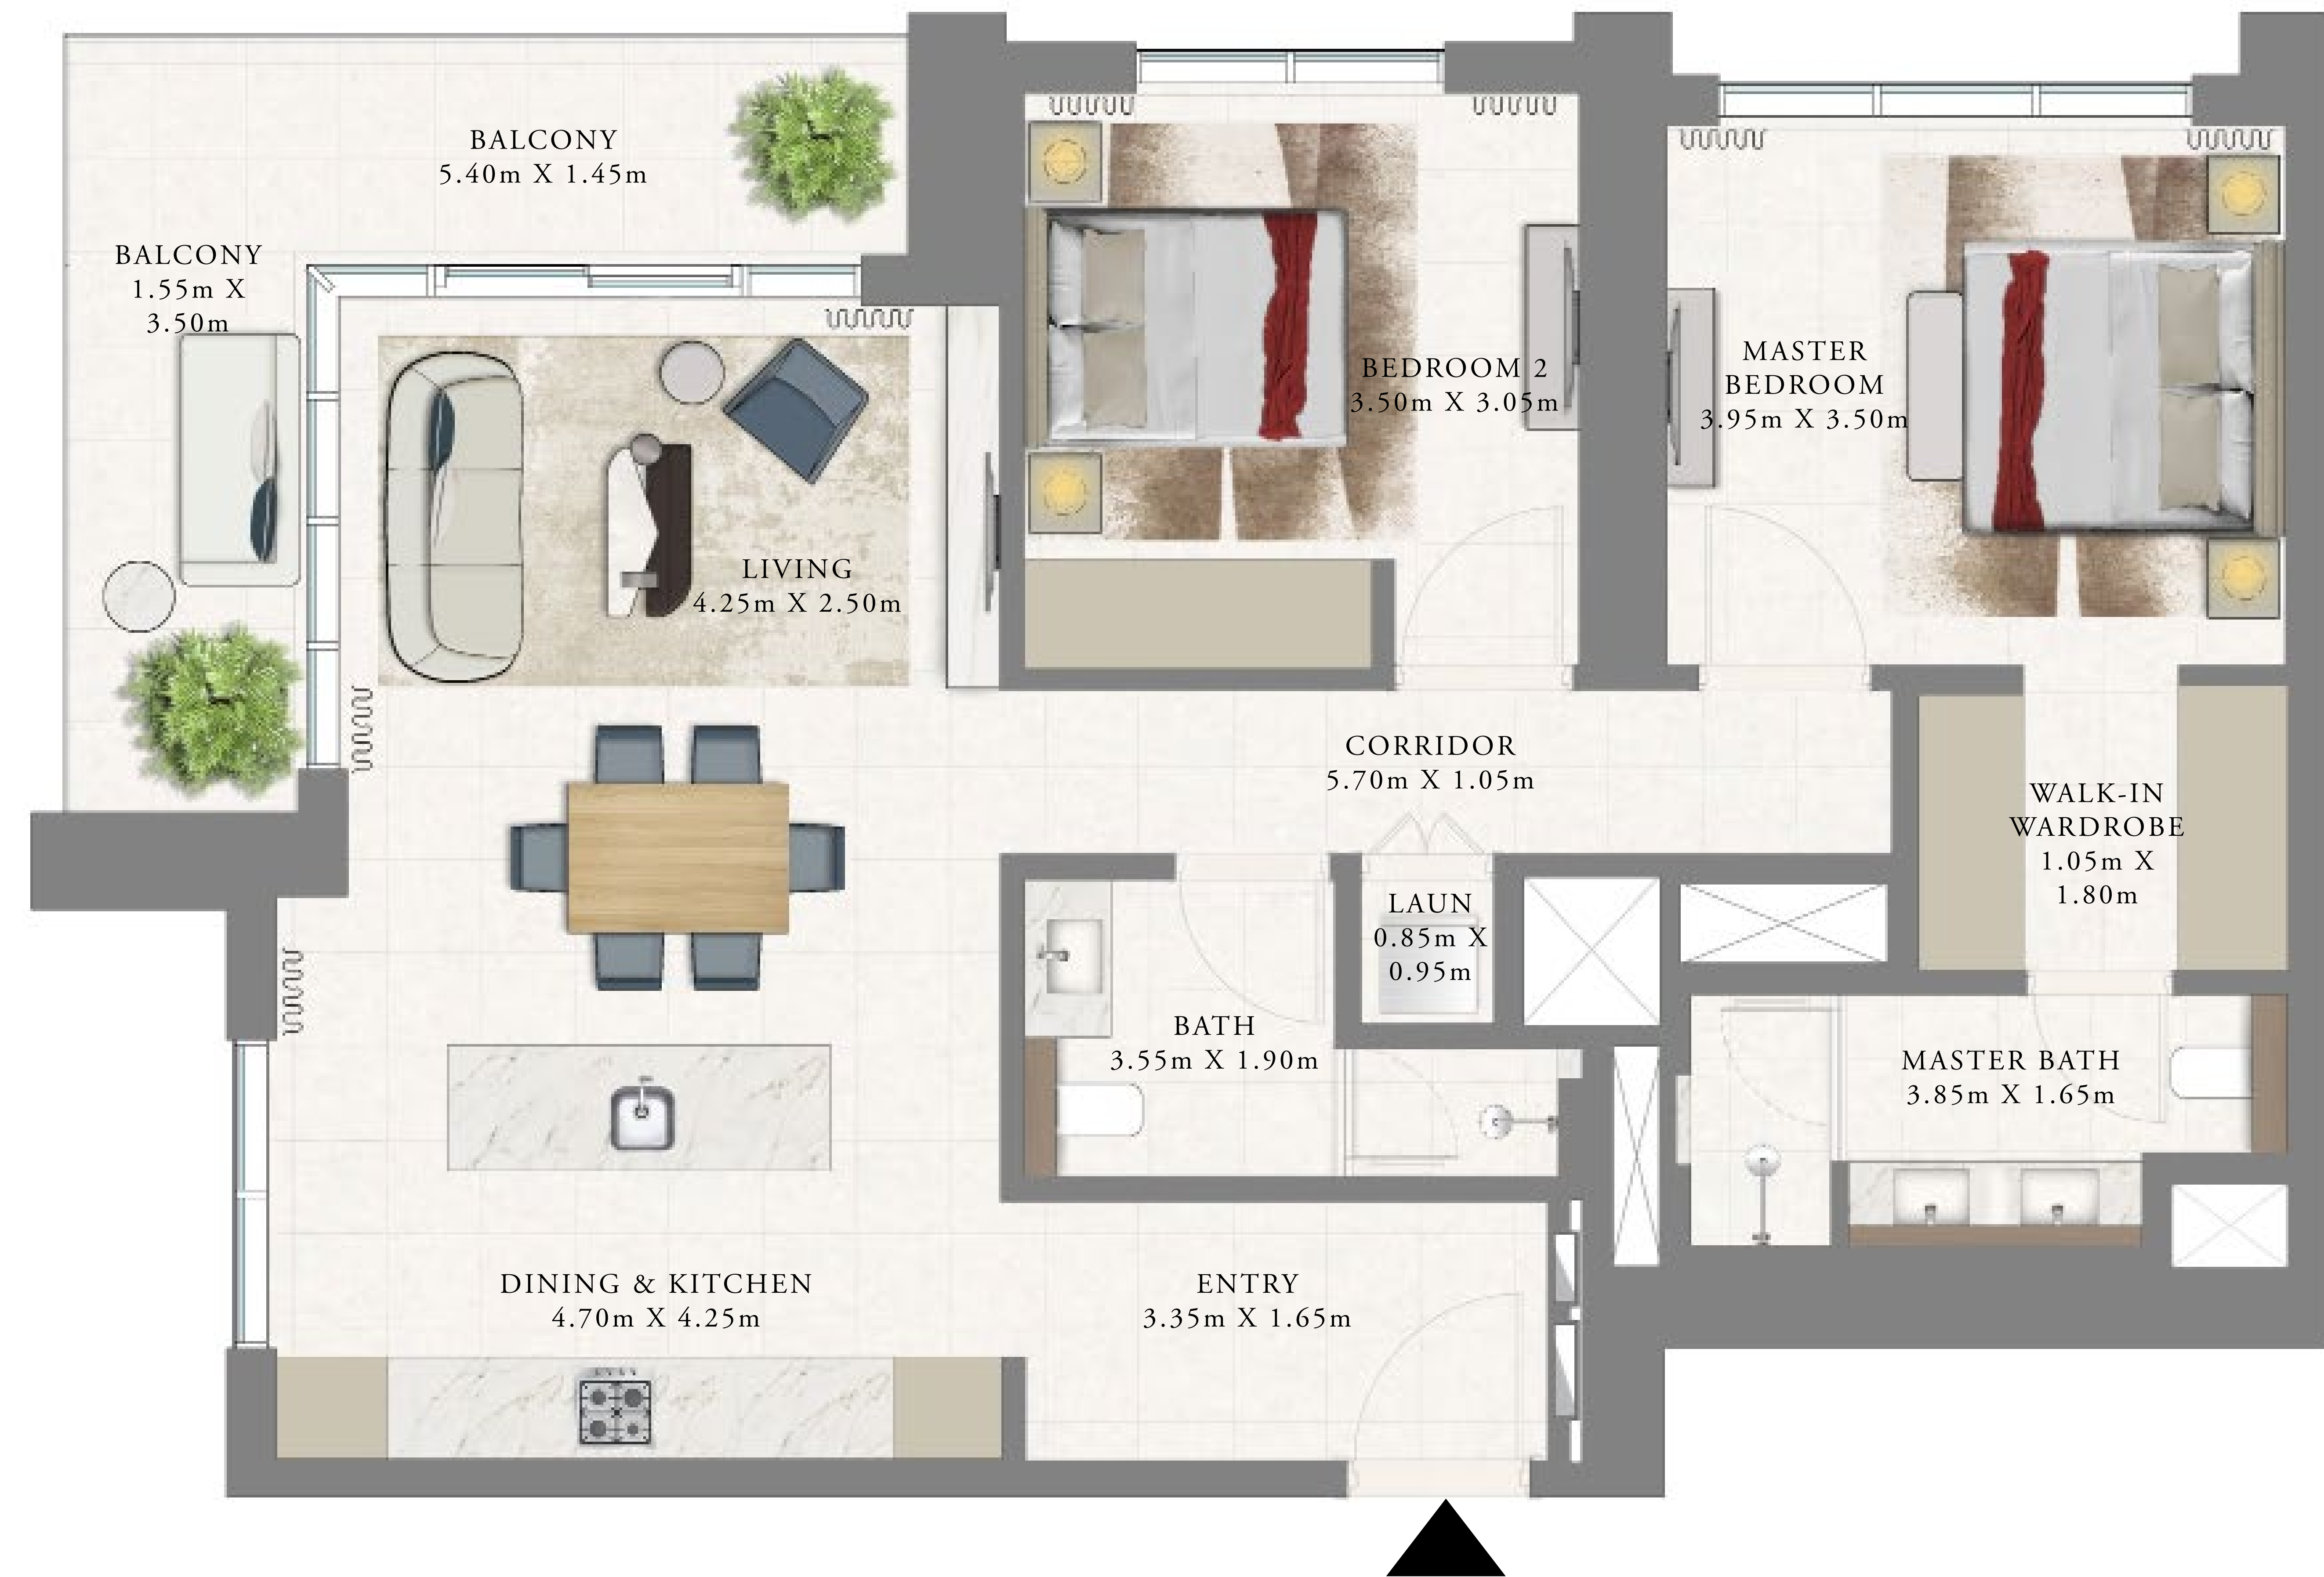 BALCONY
5.40m X 1.45m
BALCONY
1.55m X
3.50m
LIVING
4.25m X 2.50m
BEDROOM 2
3.50m X 3.05m
MASTER
BEDROOM
3.95m X 3.50m
CORRIDOR
5.70m X 1.05m
WALK-IN
WARDROBE
1.05m X
1.80m
LAUN
0.85m X
0.95m
BATH
3.55m X 1.90m
MASTER BATH
3.85m X 1.65m
DINING & KITCHEN
4.70m X 4.25m
ENTRY
3.35m X 1.65m